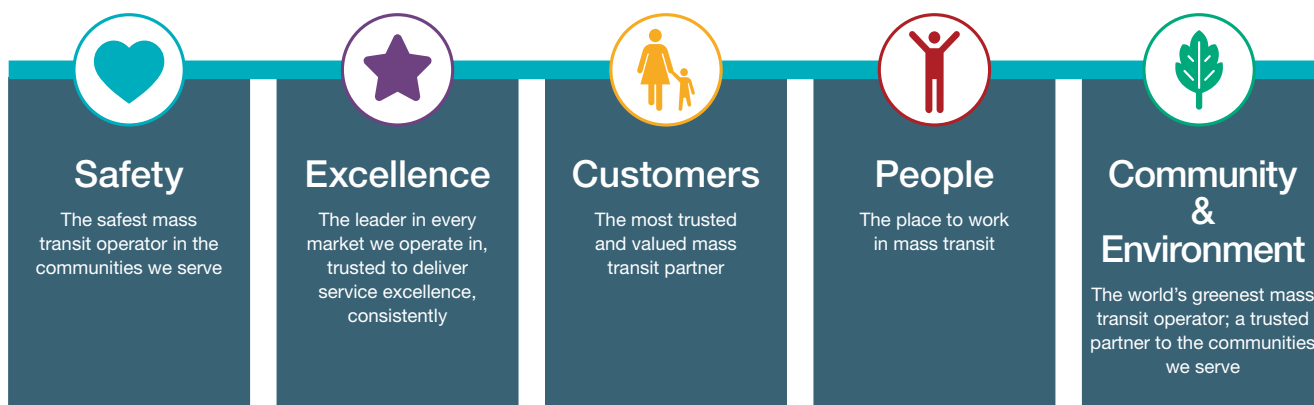 Safety
The safest mass
transit operator in the
communities we serve
Excellence
The leader in every
market we operate in,
trusted to deliver
service excellence,
consistently
Customers
The most trusted
and valued mass
transit partner
People
The place to work
in mass transit
Community
&
Environment
The world’s greenest mass
transit operator; a trusted
partner to the communities
we serve